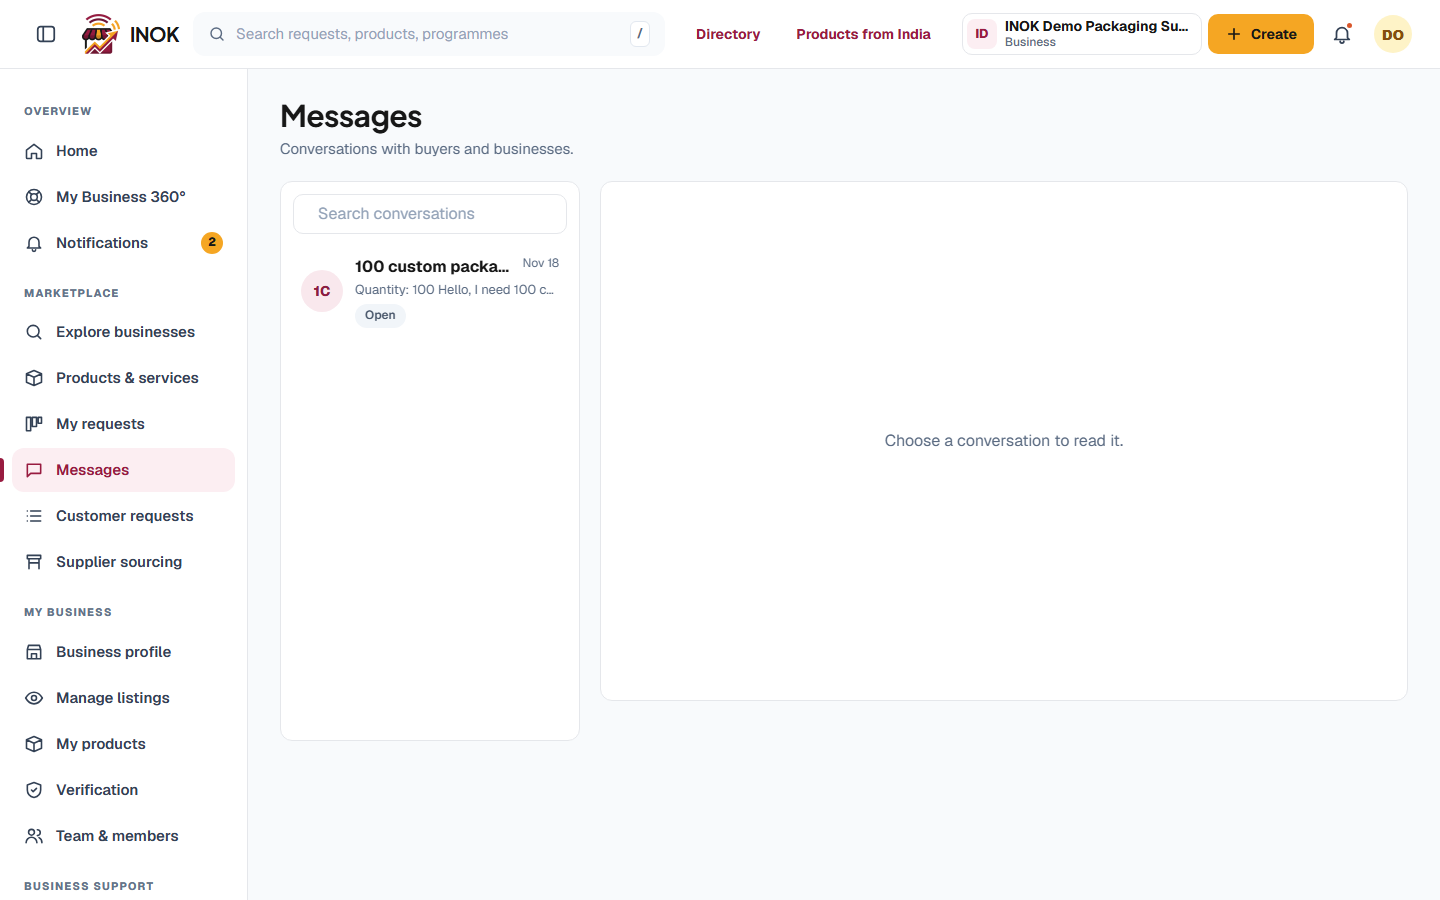 INOK
Search requests, products, programmes
/
Directory
Products from India
ID
INOK Demo Packaging Su...
Business
Create
DO
OVERVIEW
Home
My Business 360°
Notifications
2
MARKETPLACE
Explore businesses
Products & services
My requests
Messages
Customer requests
Supplier sourcing
MY BUSINESS
Business profile
Manage listings
My products
Verification
Team & members
BUSINESS SUPPORT
Messages
Conversations with buyers and businesses.
Search conversations
1C
100 custom packa...
Nov 18
Quantity: 100 Hello, I need 100 c...
Open
Choose a conversation to read it.